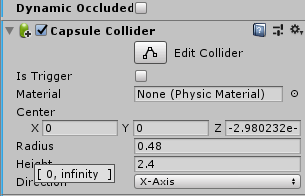 Dynamic Occluded
Capsule Collider
Edit Collider
Is Trigger
Material None (Physic Material)
Center
X 0 Y 0 Z -2.980232e-
Radius 0.48
Height 2.4
[ 0, infinity ]
Direction X-Axis